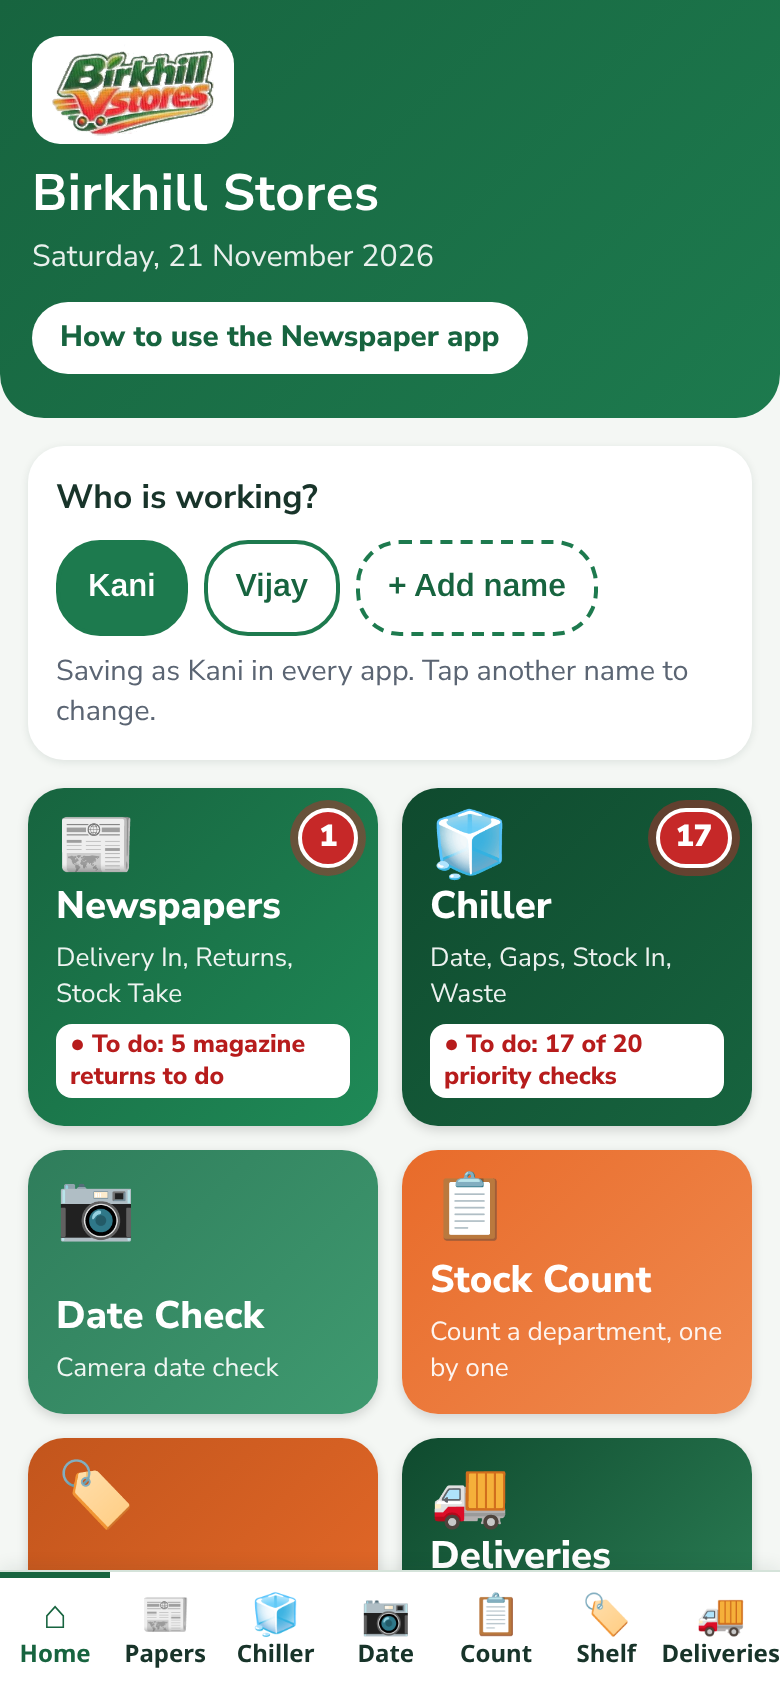 Birkhill
Vstores
Birkhill Stores
Saturday, 21 November 2026
How to use the Newspaper app
Who is working?
Kani
Vijay
+ Add name
Saving as Kani in every app. Tap another name to
change.
1
Newspapers
Delivery In, Returns,
Stock Take
● To do: 5 magazine
returns to do
17
Chiller
Date, Gaps, Stock In,
Waste
● To do: 17 of 20
priority checks
Date Check
Camera date check
Stock Count
Count a department, one
by one
Deliveries
Home
Papers
Chiller
Date
Count
Shelf
Deliveries